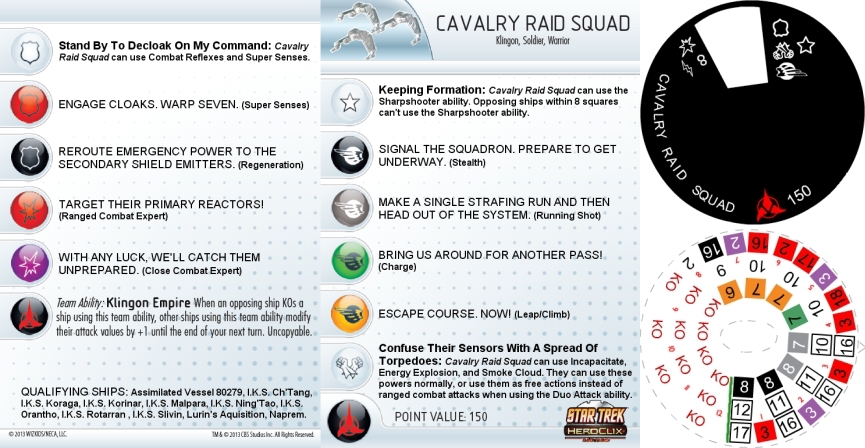 Stand By To Decloak On My Command: Cavalry
Raid Squad can use Combat Reflexes and Super Senses.
ENGAGE CLOAKS. WARP SEVEN. (Super Senses)
REROUTE EMERGENCY POWER TO THE
SECONDARY SHIELD EMITTERS. (Regeneration)
TARGET THEIR PRIMARY REACTORS!
(Ranged Combat Expert)
WITH ANY LUCK, WE'LL CATCH THEM
UNPREPARED. (Close Combat Expert)
Team Ability: Klingon Empire When an opposing ship KOs a
ship using this team ability, other ships using this team ability modify
their attack values by +1 until the end of your next turn. Uncopyable.
QUALIFYING SHIPS: Assimilated Vessel 80279, I.K.S. Ch'Tang,
I.K.S. Koraga, I.K.S. Korinar, I.K.S. Malpara, I.K.S. Ning'Tao, I.K.S.
Orantho, I.K.S. Rotarran , I.K.S. Slivin, Lurin's Aquisition, Naprem.
© 2013 WIZKIDS/NECA, LLC.
TM & © 2013 CBS Studios Inc. All Rights Reserved.
CAVALRY RAID SQUAD
Klingon, Soldier, Warrior
Keeping Formation: Cavalry Raid Squad can use the
Sharpshooter ability. Opposing ships within 8 squares
can't use the Sharpshooter ability.
SIGNAL THE SQUADRON. PREPARE TO GET
UNDERWAY. (Stealth)
MAKE A SINGLE STRAFING RUN AND THEN
HEAD OUT OF THE SYSTEM. (Running Shot)
BRING US AROUND FOR ANOTHER PASS!
(Charge)
ESCAPE COURSE. NOW! (Leap/Climb)
Confuse Their Sensors With A Spread Of
Torpedoes: Cavalry Raid Squad can use Incapacitate,
Energy Explosion, and Smoke Cloud. They can use these
powers normally, or use them as free actions instead of
ranged combat attacks when using the Duo Attack ability.
POINT VALUE: 150
STAR TREK
HEROCLIX
8
CAVALRY RAID SQUAD
150
2 16 2 16 2 17 3 18 3
9 10 10 10
6 7 7 7 7
10 16
11 16
3
8 8
12 11
17 3 16
KO
KO
KO
KO
KO
KO
KO
KO
KO
KO
KO
KO